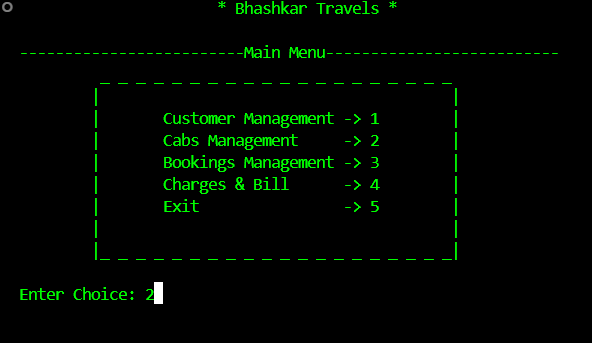 * Bhashkar Travels *
-------------------------Main Menu--------------------------
_ _ _ _ _ _ _ _ _ _ _ _ _ _ _ _ _ _ _ _
| |
| Customer Management -> 1 |
| Cabs Management -> 2 |
| Bookings Management -> 3 |
| Charges & Bill -> 4 |
| Exit -> 5 |
| |
|_ _ _ _ _ _ _ _ _ _ _ _ _ _ _ _ _ _ _ _|
Enter Choice: 2